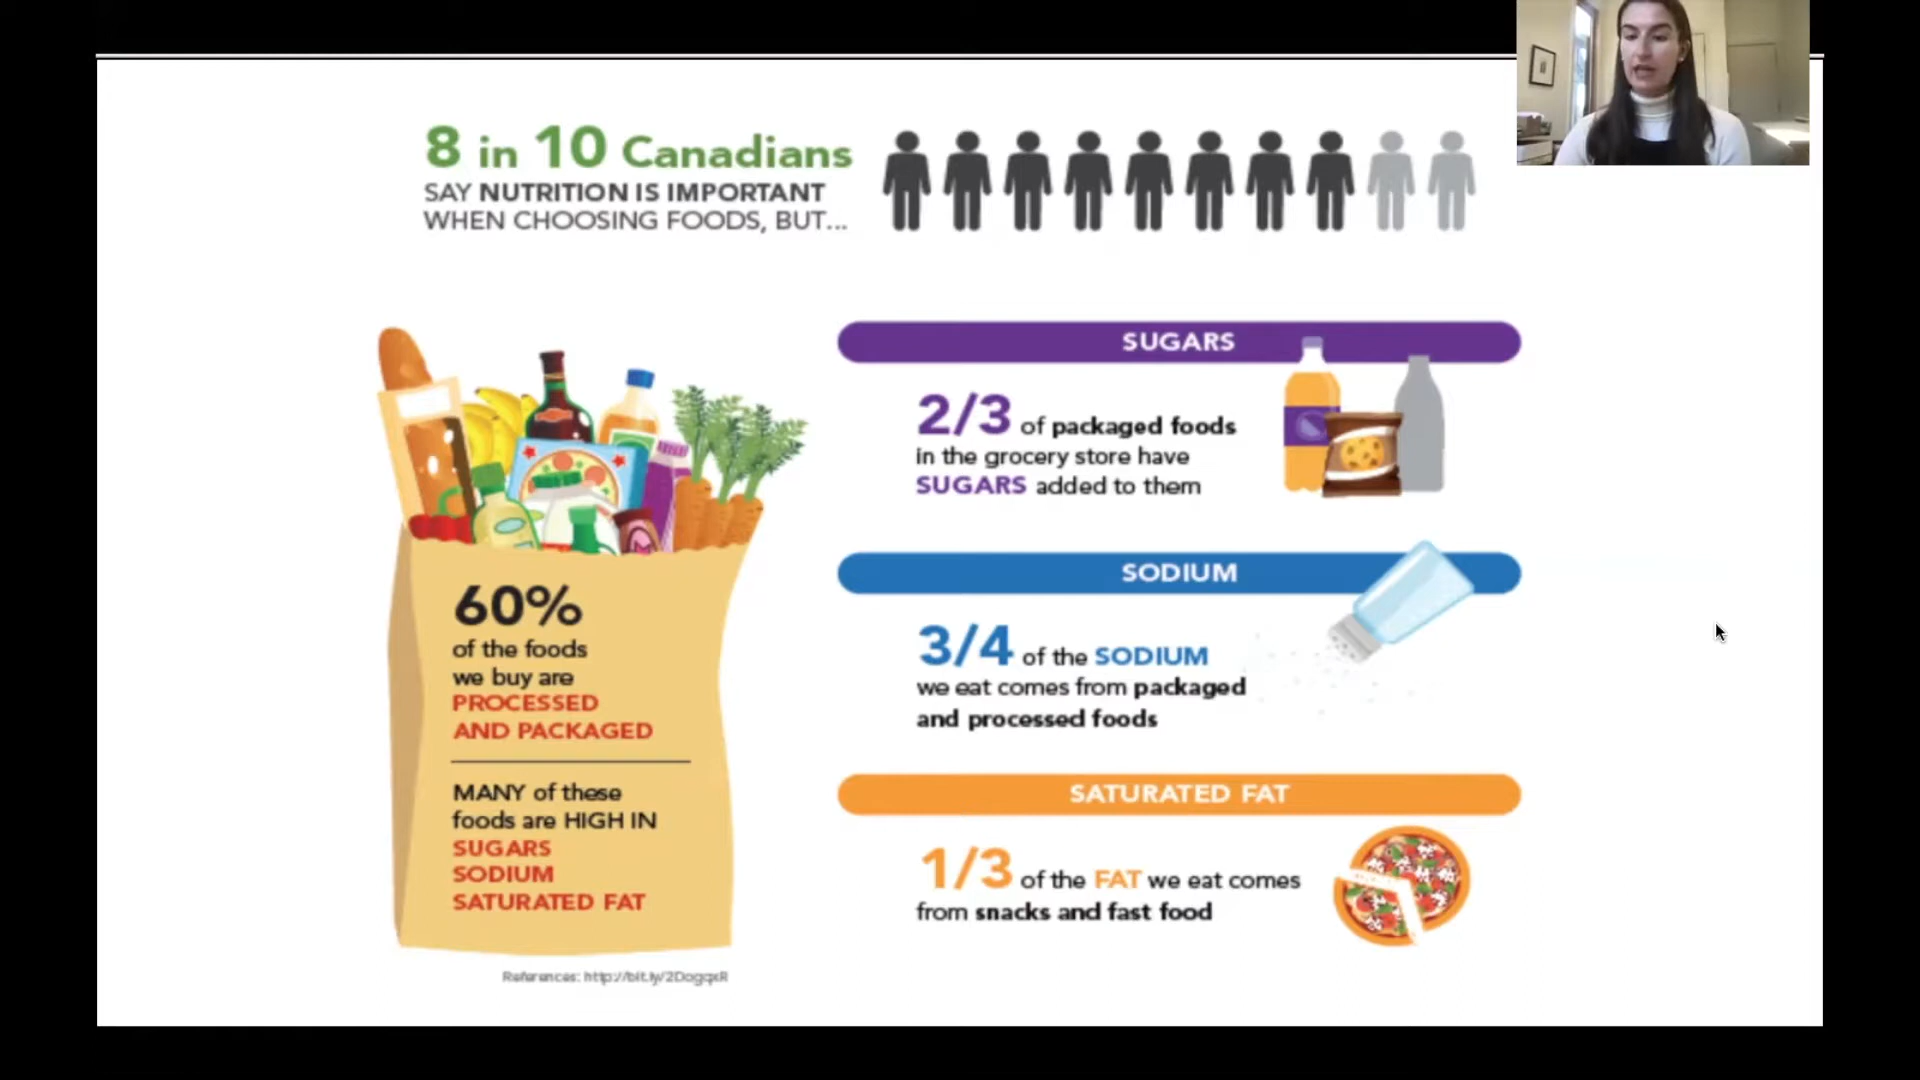 8 in 10 Canadians
SAY NUTRITION IS IMPORTANT
WHEN CHOOSING FOODS, BUT...
60%
of the foods
we buy are
PROCESSED
AND PACKAGED
MANY of these
foods are HIGH IN
SUGARS
SODIUM
SATURATED FAT
References: http://bit.ly/2DogqxR
SUGARS
2/3 of packaged foods
in the grocery store have
SUGARS added to them
SODIUM
3/4 of the SODIUM
we eat comes from packaged
and processed foods
SATURATED FAT
1/3 of the FAT we eat comes
from snacks and fast food